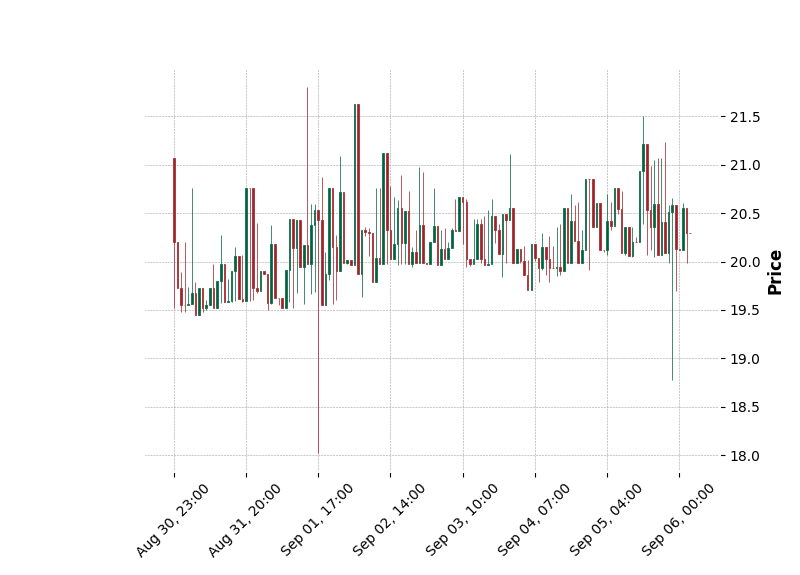 21.5
21.0
20.5
20.0
19.5
19.0
18.5
18.0
Price
Aug 30, 23:00
Aug 31, 20:00
Sep 01, 17:00
Sep 02, 14:00
Sep 03, 10:00
Sep 04, 07:00
Sep 05, 04:00
Sep 06, 00:00